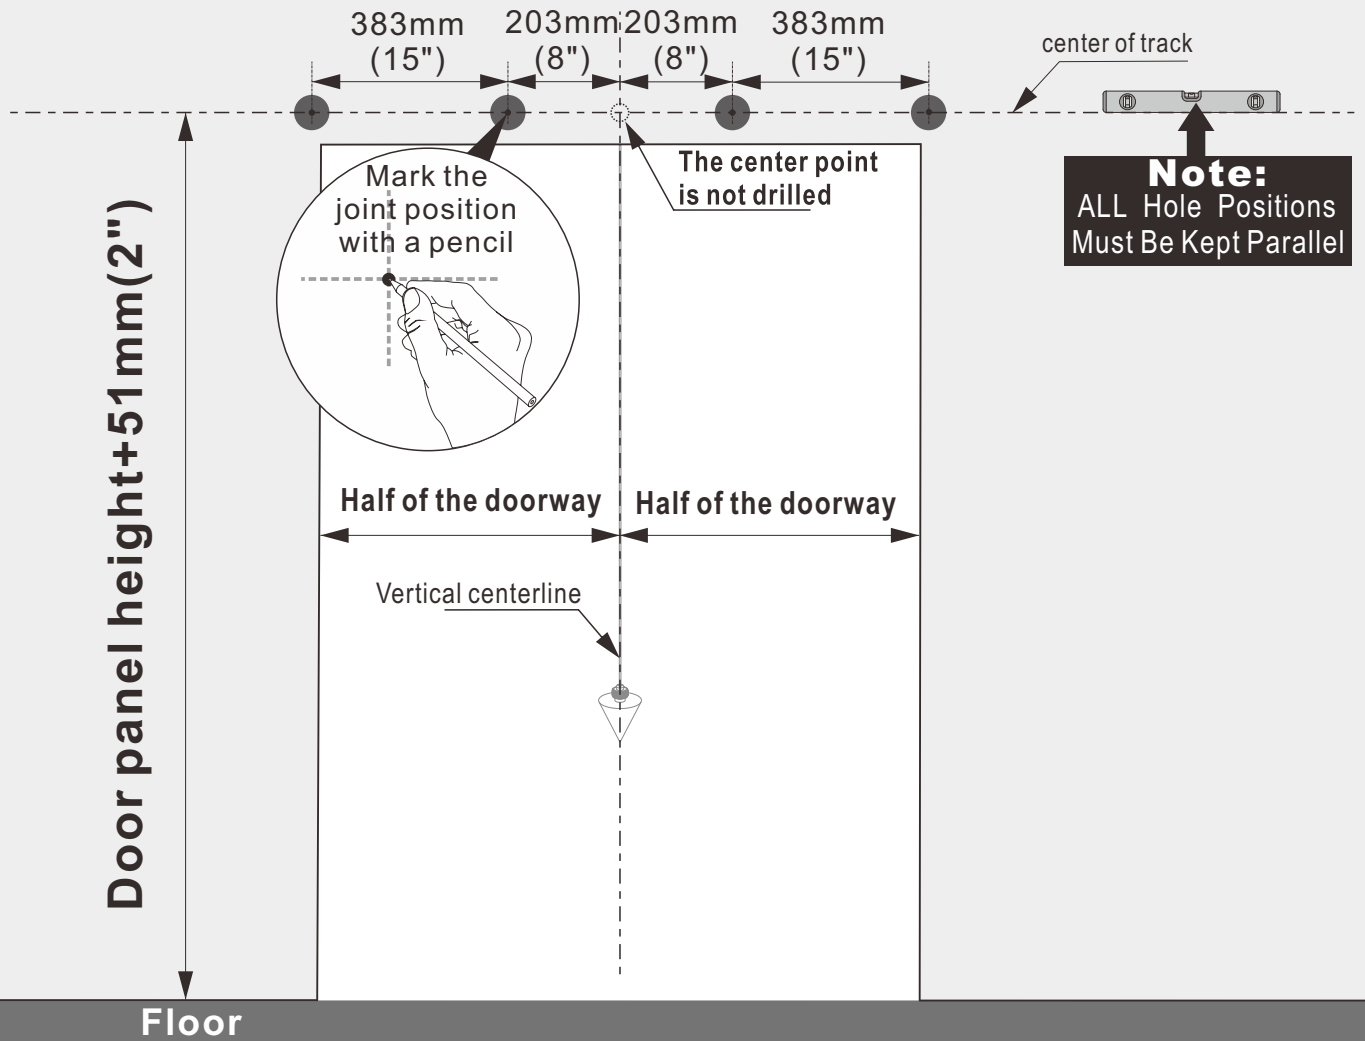 383mm
(15")
203mm
(8")
203mm
(8")
383mm
(15")
center of track
The center point
is not drilled
Note:
ALL Hole Positions
Must Be Kept Parallel
Mark the
joint position
with a pencil
Door panel height+51mm(2")
Half of the doorway
Half of the doorway
Vertical centerline
Floor